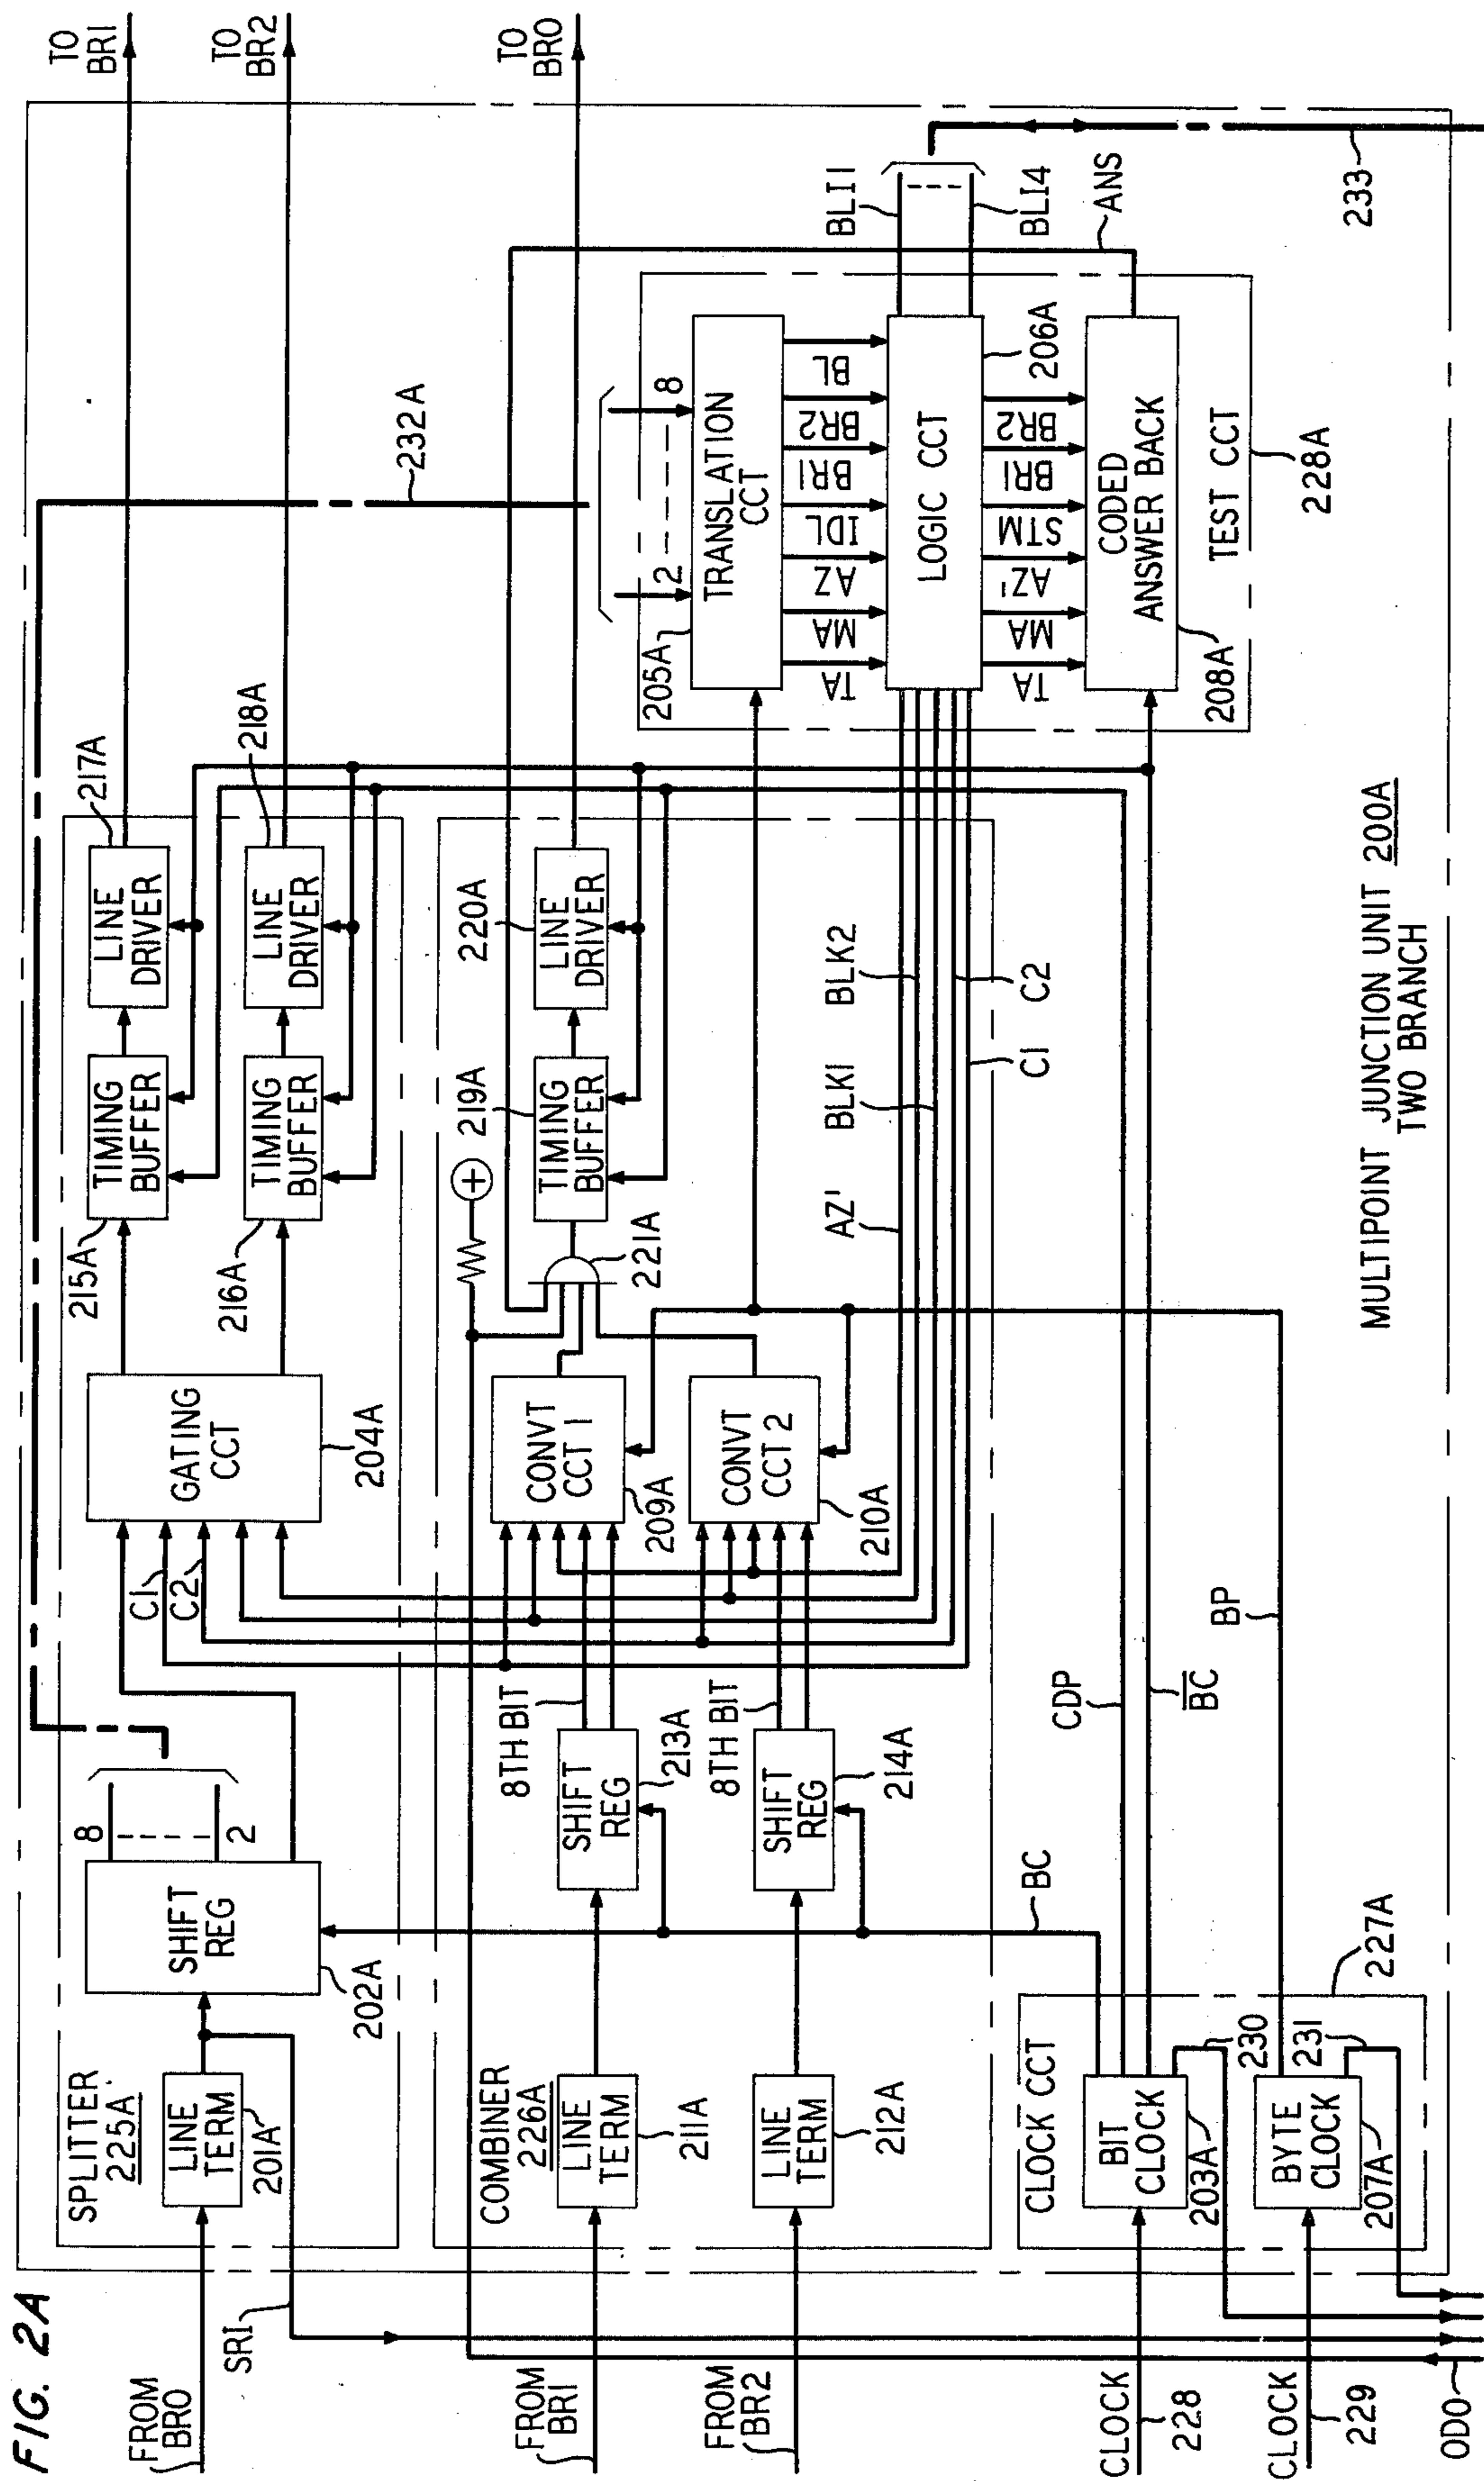 FIG. 2A
FROM
BRO
SRI
SPLITTER
225A
LINE
TERM
201A
SHIFT
REG
202A
8
2
C1
C2
GATING
CCT
204A
215A
TIMING
BUFFER
216A
TIMING
BUFFER
217A
LINE
DRIVER
218A
LINE
DRIVER
TO
BR1
TO
BR2
TO
BRO
232A
FROM
BR1
FROM
BR2
COMBINER
226A
LINE
TERM
211A
LINE
TERM
212A
8TH BIT
SHIFT
REG
213A
8TH BIT
SHIFT
REG
214A
CONVT
CCT 1
209A
CONVT
CCT 2
210A
+
221A
219A
TIMING
BUFFER
220A
LINE
DRIVER
AZ'
BLK1
BLK2
C1
C2
205A
2
8
TRANSLATION
CCT
TA
MA
AZ
IDL
BR1
BR2
BL
LOGIC CCT
206A
TA
MA
AZ'
STM
BR1
BR2
CODED
ANSWER BACK
208A
TEST CCT
228A
BLI1
BLI4
ANS
233
CLOCK
228
CLOCK
229
ODO
CLOCK CCT
BIT
CLOCK
203A
230
BYTE
CLOCK
207A
231
227A
BC
CDP
BC
BP
MULTIPOINT JUNCTION UNIT 200A
TWO BRANCH